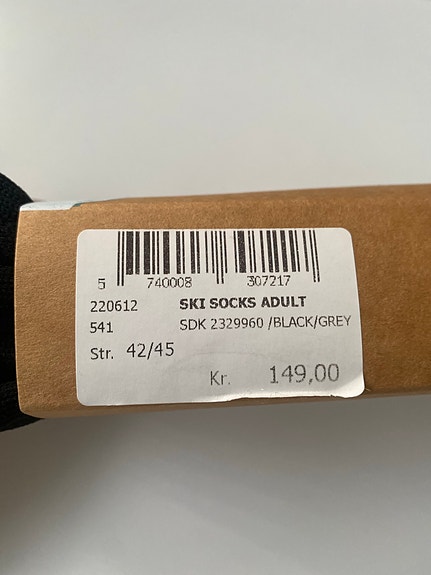 5 740008 307217
220612 SKI SOCKS ADULT
541 SDK 2329960 /BLACK/GREY
Str. 42/45
Kr. 149,00